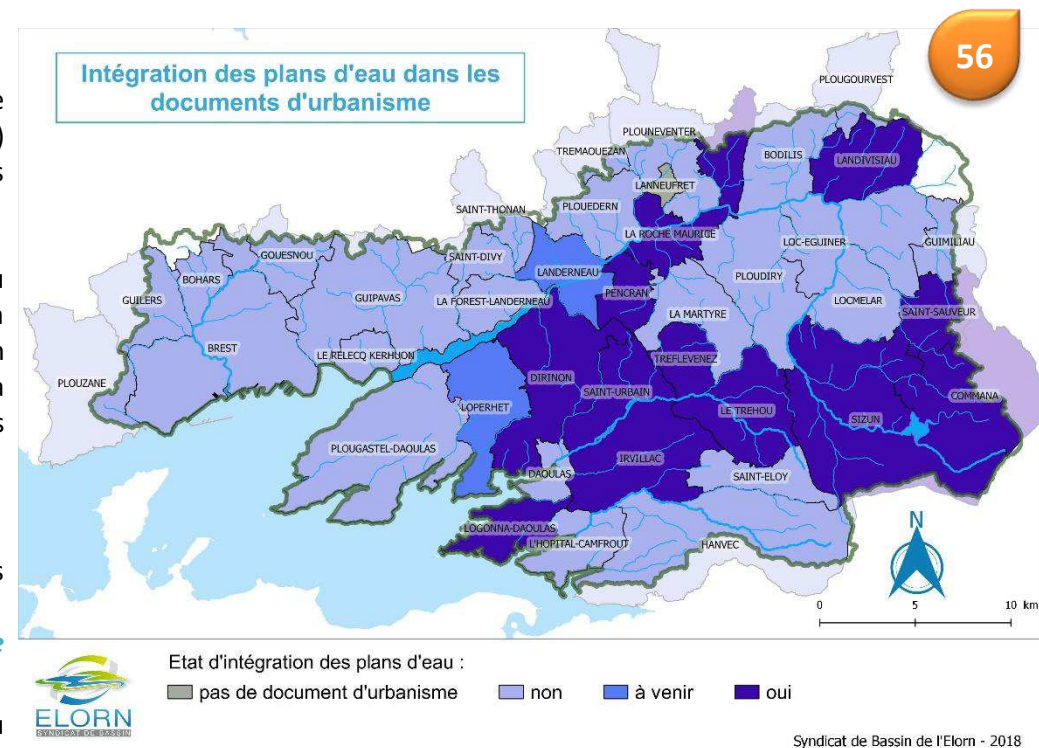 56
Intégration des plans d'eau dans les
documents d'urbanisme
PLOUGOURVEST
PLOUNEVENTER
TREMAOUEZAN
BODILIS
LANDIVISIAU
LANNEUFRET
SAINT-THONAN
PLOUEDERN
LA ROCHE MAURICE
LOC-EGUINER
GUIMILIAU
GOUESNOU
SAINT-DIVY
BOHARS
LANDERNEAU
PLOUDIRY
GUILERS
GUIPAVAS
LA FOREST-LANDERNEAU
PENCRAN
LOCMELAR
LA MARTYRE
SAINT-SAUVEUR
BREST
LE RELECQ KERHUON
TREFLEVENEZ
PLOUZANE
DIRINON
SAINT-URBAIN
COMMANA
LOPERHET
LE TREHOU
SIZUN
PLOUGASTEL-DAOULAS
IRVILLAC
DAOULAS
SAINT-ELOY
LOGONNA-DAOULAS
L'HOPITAL-CAMFROUT
HANVEC
N
0 5 10 km
Etat d'intégration des plans d'eau :
pas de document d'urbanisme non à venir oui
ELORN
SYNDICAT DE BASSIN
Syndicat de Bassin de l'Elorn - 2018